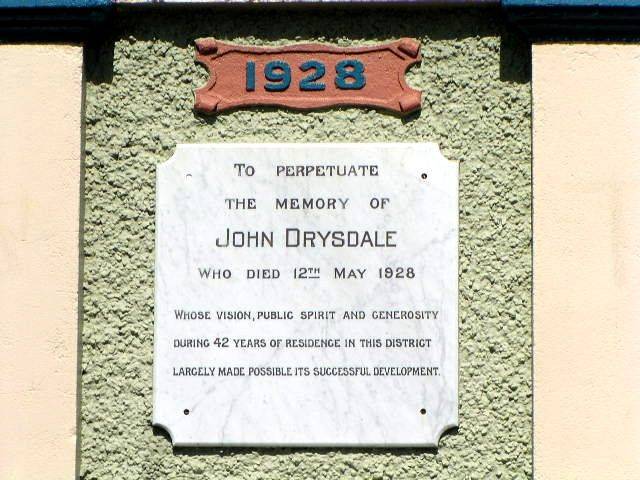 1928
TO PERPETUATE
THE MEMORY OF
JOHN DRYSDALE
WHO DIED 12TH MAY 1928
WHOSE VISION, PUBLIC SPIRIT AND GENEROSITY
DURING 42 YEARS OF RESIDENCE IN THIS DISTRICT
LARGELY MADE POSSIBLE ITS SUCCESSFUL DEVELOPMENT.